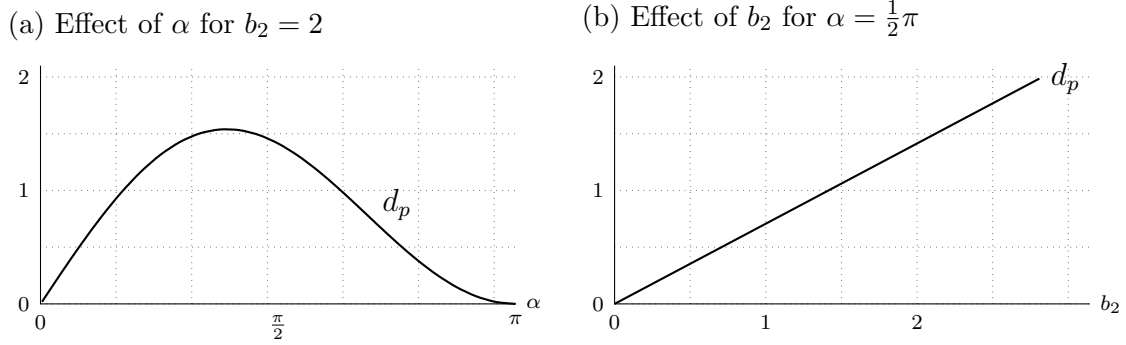 (a) Effect of α for b₂ = 2
2
1
0
d_p
α
0
π/2
π
(b) Effect of b₂ for α = ½π
2
1
0
d_p
b₂
0
1
2